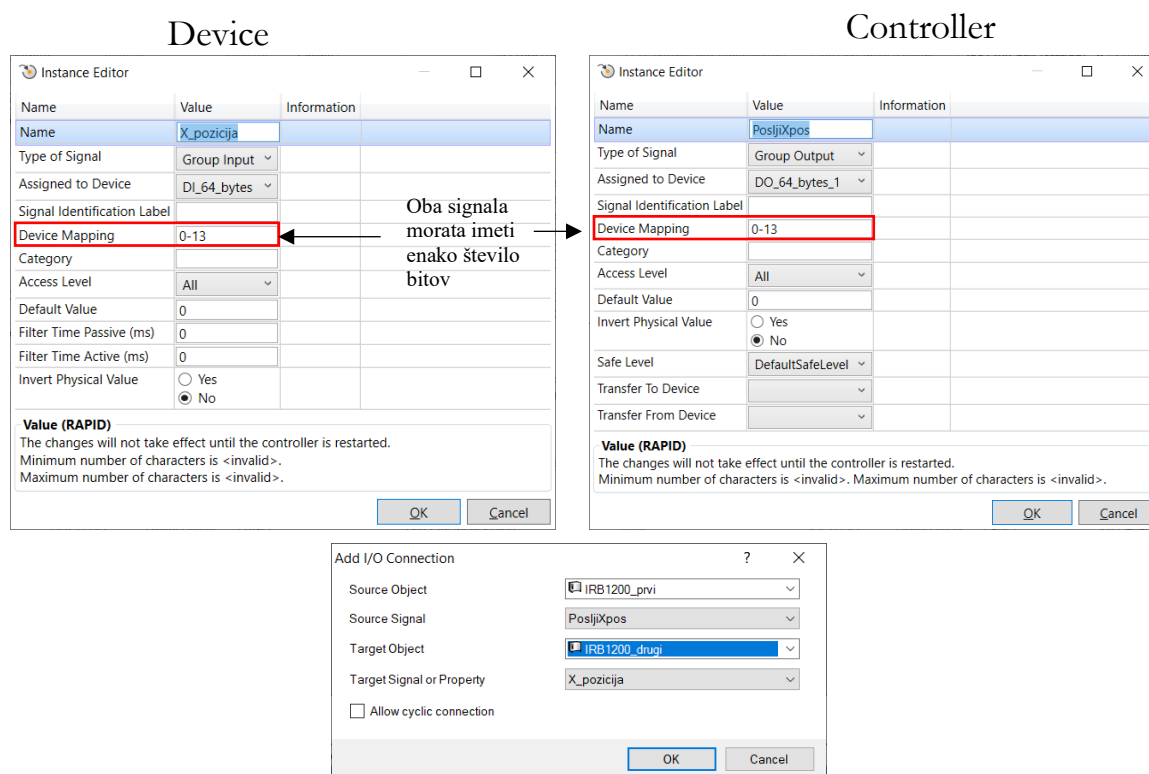 Device
Controller
Instance Editor
Name Value Information
Name X_pozicija
Type of Signal Group Input
Assigned to Device DI_64_bytes
Signal Identification Label
Device Mapping 0-13
Category
Access Level All
Default Value 0
Filter Time Passive (ms) 0
Filter Time Active (ms) 0
Invert Physical Value Yes
No
Value (RAPID)
The changes will not take effect until the controller is restarted.
Minimum number of characters is <invalid>.
Maximum number of characters is <invalid>.
OK Cancel
Oba signala
morata imeti
enako število
bitov
Instance Editor
Name Value Information
Name PosljiXpos
Type of Signal Group Output
Assigned to Device DO_64_bytes_1
Signal Identification Label
Device Mapping 0-13
Category
Access Level All
Default Value 0
Invert Physical Value Yes
No
Safe Level DefaultSafeLevel
Transfer To Device
Transfer From Device
Value (RAPID)
The changes will not take effect until the controller is restarted.
Minimum number of characters is <invalid>. Maximum number of characters is <invalid>.
OK Cancel
Add I/O Connection ?
Source Object IRB1200_prvi
Source Signal PosljiXpos
Target Object IRB1200_drugi
Target Signal or Property X_pozicija
Allow cyclic connection
OK Cancel